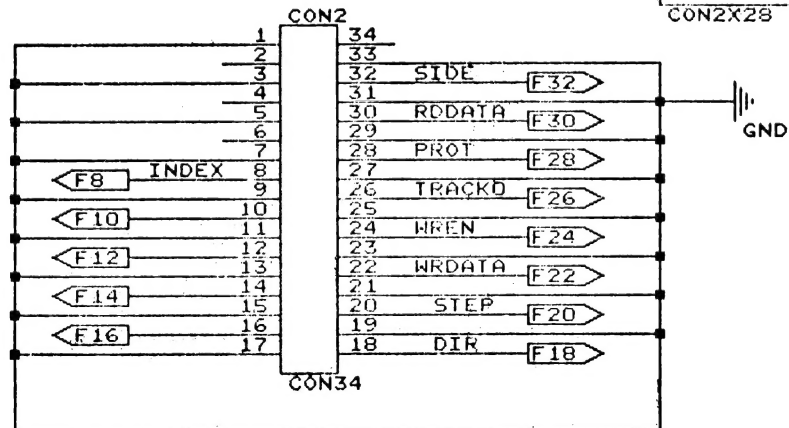 CON2X28
CON2
1 34
2 33
3 32 SIDE F32
4 31
5 30 RDDATA F30
6 29
GND
7 28 PROT F28
F8 INDEX 8 27
9 26 TRACK0 F26
F10 10 25
11 24 WREN F24
F12 12 23
13 22 WRDATA F22
F14 14 21
15 20 STEP F20
F16 16 19
17 18 DIR F18
CON34